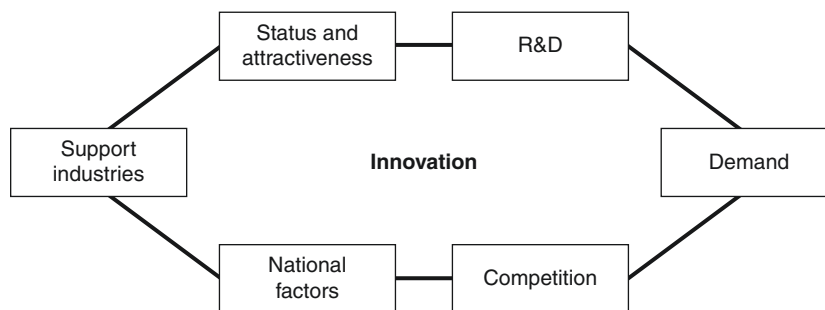 Status and
attractiveness
R&D
Support
industries
Innovation
Demand
National
factors
Competition